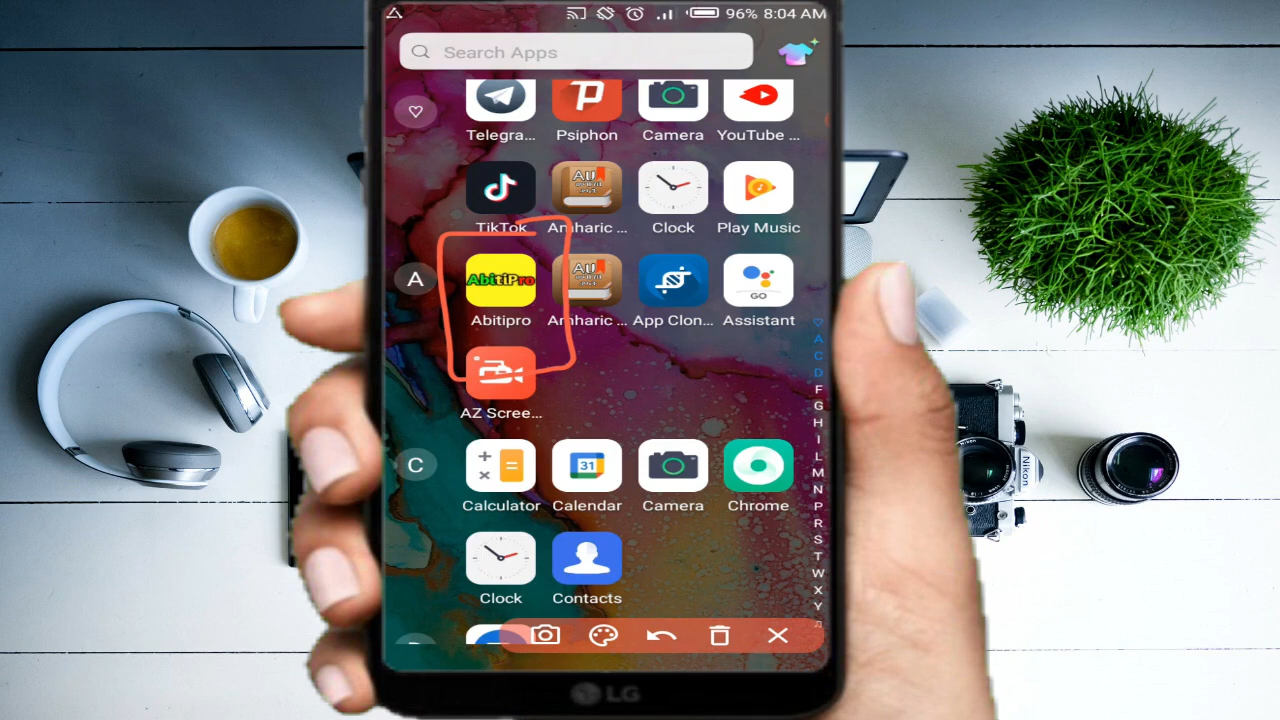 96% 8:04 AM
Search Apps
Telegra... Psiphon Camera YouTube ...
TikTok Amharic ... Clock Play Music
A
AbitiPro
GO
Abitipro Amharic ... App Clon... Assistant
AZ Scree...
C
31
Calculator Calendar Camera Chrome
Clock Contacts
A
C
D
F
G
H
I
L
M
N
P
R
S
T
W
X
Y
LG
Nikon